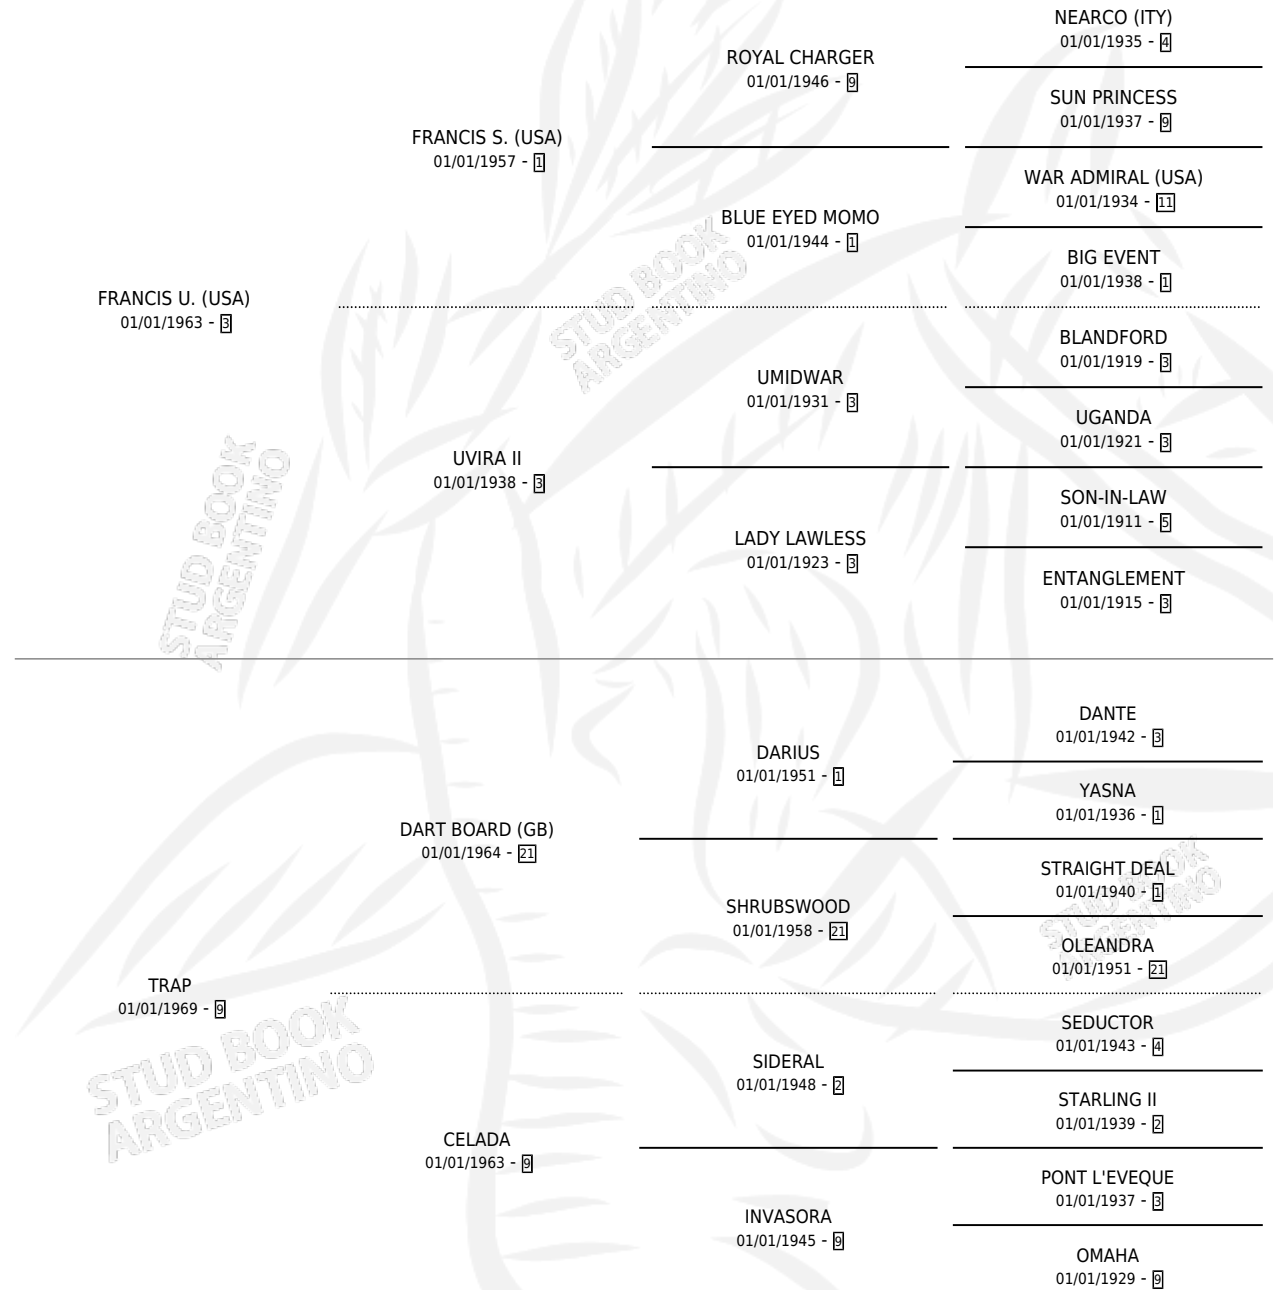 FRANCIS U. (USA)
01/01/1963 - 3
FRANCIS S. (USA)
01/01/1957 - 1
UVIRA II
01/01/1938 - 3
ROYAL CHARGER
01/01/1946 - 9
BLUE EYED MOMO
01/01/1944 - 1
UMIDWAR
01/01/1931 - 3
LADY LAWLESS
01/01/1923 - 3
NEARCO (ITY)
01/01/1935 - 4
SUN PRINCESS
01/01/1937 - 9
WAR ADMIRAL (USA)
01/01/1934 - 11
BIG EVENT
01/01/1938 - 1
BLANDFORD
01/01/1919 - 3
UGANDA
01/01/1921 - 3
SON-IN-LAW
01/01/1911 - 5
ENTANGLEMENT
01/01/1915 - 3
TRAP
01/01/1969 - 9
DART BOARD (GB)
01/01/1964 - 21
CELADA
01/01/1963 - 9
DARIUS
01/01/1951 - 1
SHRUBSWOOD
01/01/1958 - 21
SIDERAL
01/01/1948 - 2
INVASORA
01/01/1945 - 9
DANTE
01/01/1942 - 3
YASNA
01/01/1936 - 1
STRAIGHT DEAL
01/01/1940 - 1
OLEANDRA
01/01/1951 - 21
SEDUCTOR
01/01/1943 - 4
STARLING II
01/01/1939 - 2
PONT L'EVEQUE
01/01/1937 - 3
OMAHA
01/01/1929 - 9
STUD BOOK
ARGENTINO
STUD BOOK
ARGENTINO
STUD BOOK
ARGENTINO
STUD BOOK
ARGENTINO